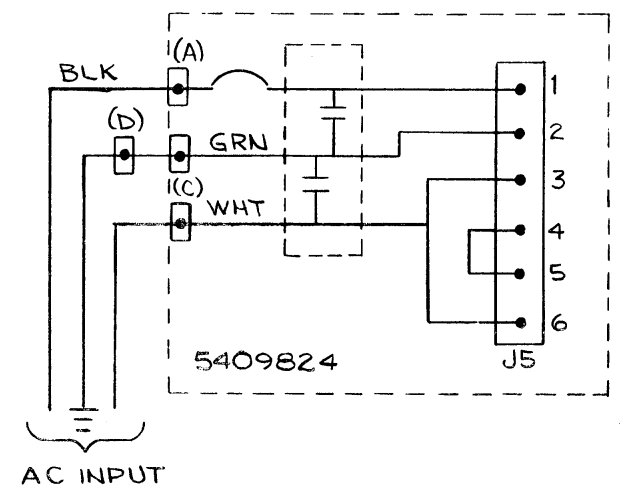 (A)
BLK
1
(D)
GRN
2
(C)
WHT
3
4
5
6
5409824
J5
AC INPUT